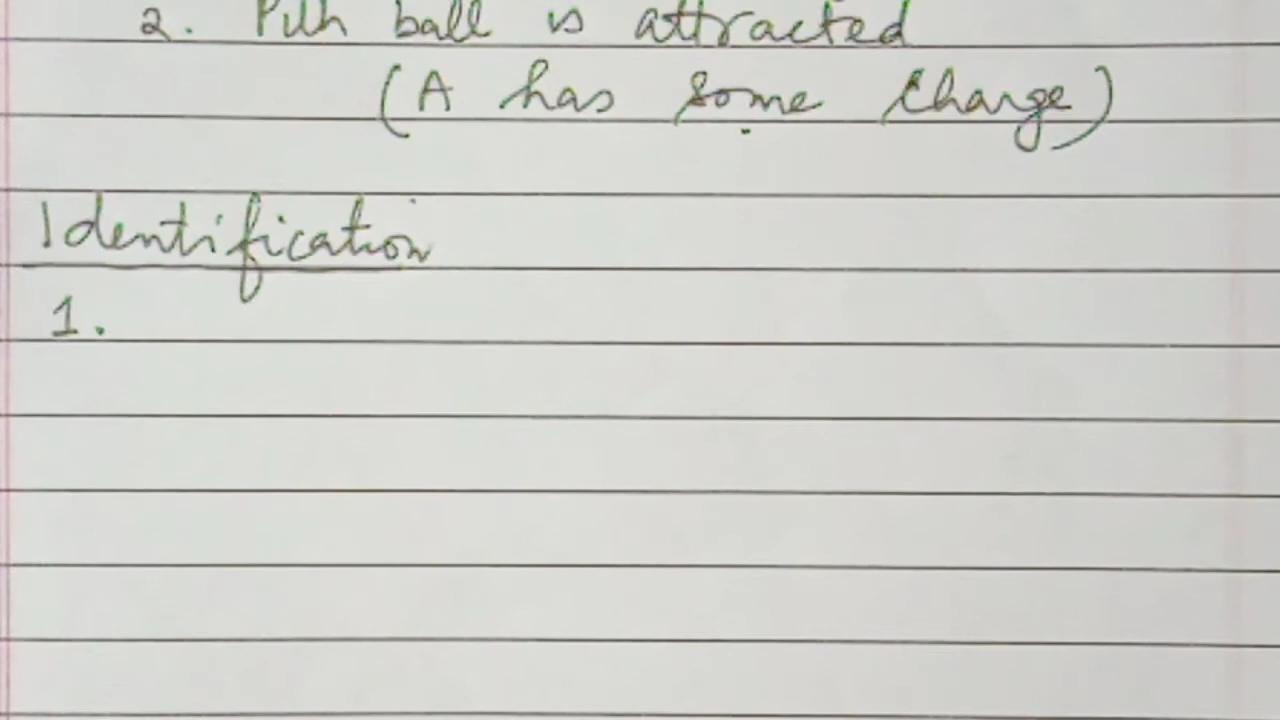 2. Pith ball is attracted
(A has some charge)
Identification
1.